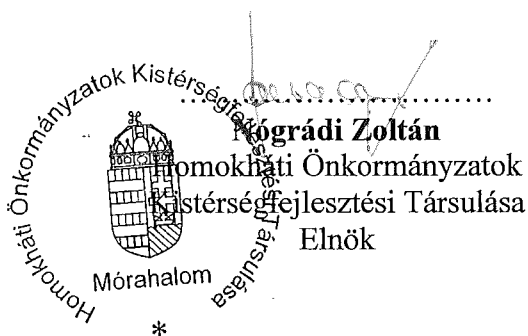 Homokháti Önkormányzatok Kistérségfejlesztési Társulása
Mórahalom
*
Nógrádi Zoltán
Homokháti Önkormányzatok
Kistérségfejlesztési Társulása
Elnök